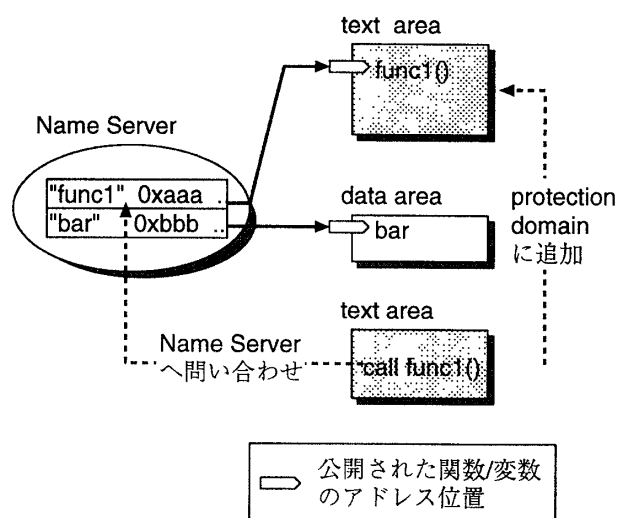 text area
func1()
Name Server
"func1" 0xaaa ..
"bar" 0xbbb ..
data area
bar
protection
domain
に追加
text area
call func1()
Name Server
へ問い合わせ
公開された関数/変数
のアドレス位置